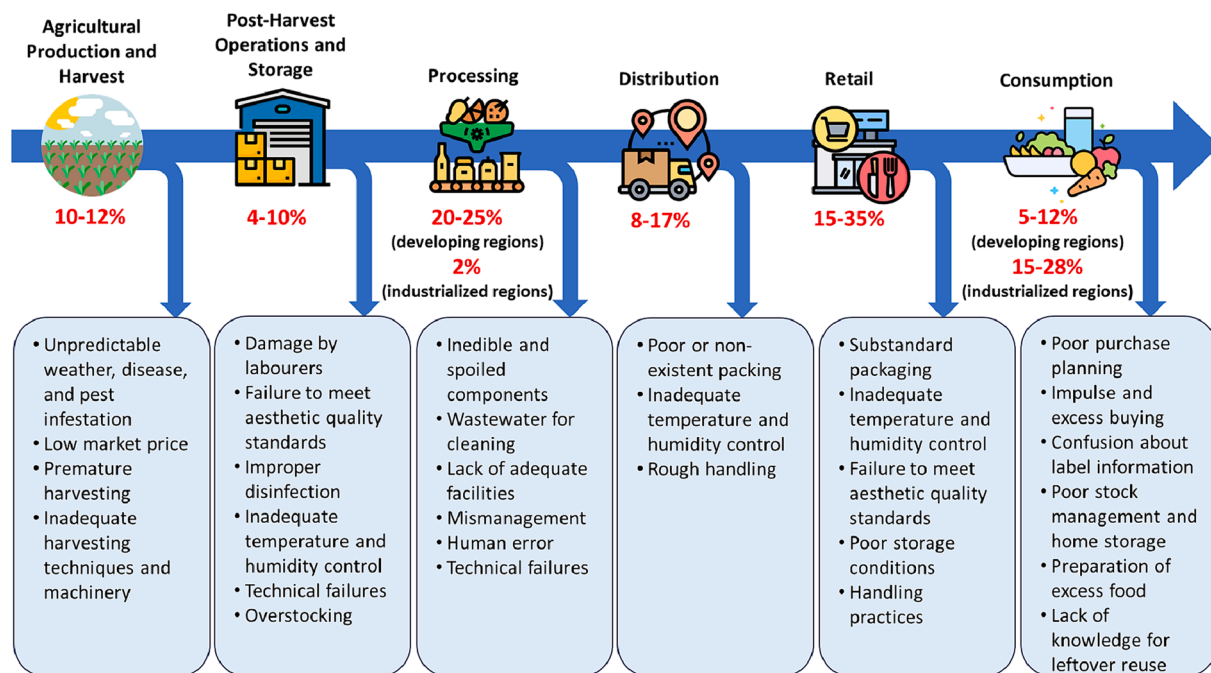 Agricultural
Production and
Harvest
10-12%
• Unpredictable
weather, disease,
and pest
infestation
• Low market price
• Premature
harvesting
• Inadequate
harvesting
techniques and
machinery
Post-Harvest
Operations and
Storage
4-10%
• Damage by
labourers
• Failure to meet
aesthetic quality
standards
• Improper
disinfection
• Inadequate
temperature and
humidity control
• Technical failures
• Overstocking
Processing
20-25%
(developing regions)
2%
(industrialized regions)
• Inedible and
spoiled
components
• Wastewater for
cleaning
• Lack of adequate
facilities
• Mismanagement
• Human error
• Technical failures
Distribution
8-17%
• Poor or non-
existent packing
• Inadequate
temperature and
humidity control
• Rough handling
Retail
15-35%
• Substandard
packaging
• Inadequate
temperature and
humidity control
• Failure to meet
aesthetic quality
standards
• Poor storage
conditions
• Handling
practices
Consumption
5-12%
(developing regions)
15-28%
(industrialized regions)
• Poor purchase
planning
• Impulse and
excess buying
• Confusion about
label information
• Poor stock
management and
home storage
• Preparation of
excess food
• Lack of
knowledge for
leftover reuse